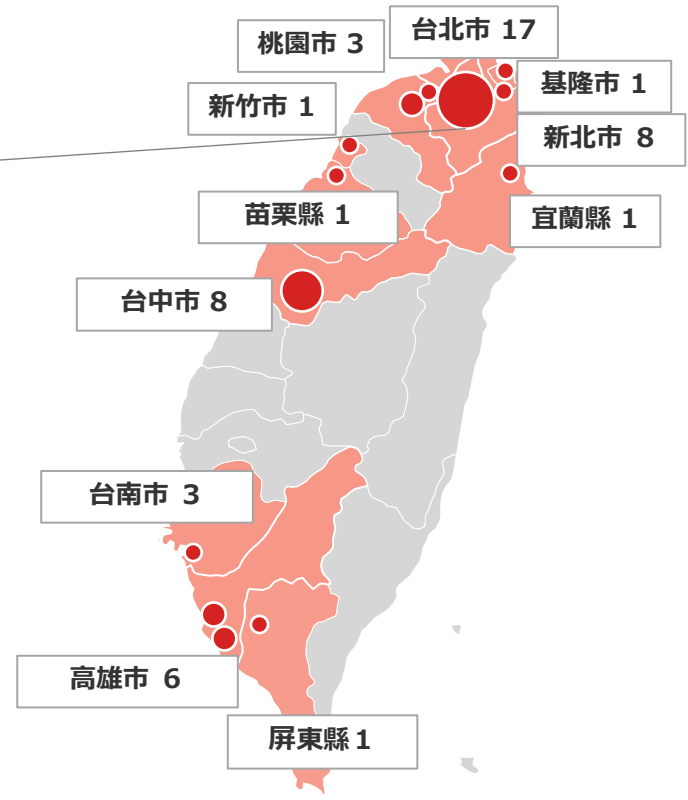 台北市 17
桃園市 3
基隆市 1
新竹市 1
新北市 8
苗栗縣 1
宜蘭縣 1
台中市 8
台南市 3
高雄市 6
屏東縣 1